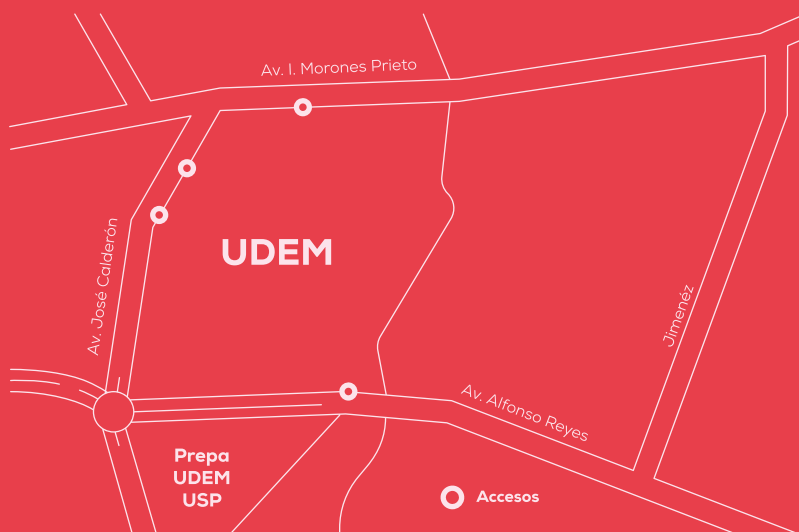 Av. I. Morones Prieto
Av. José Calderón
UDEM
Jimenéz
Av. Alfonso Reyes
Prepa
UDEM
USP
Accesos